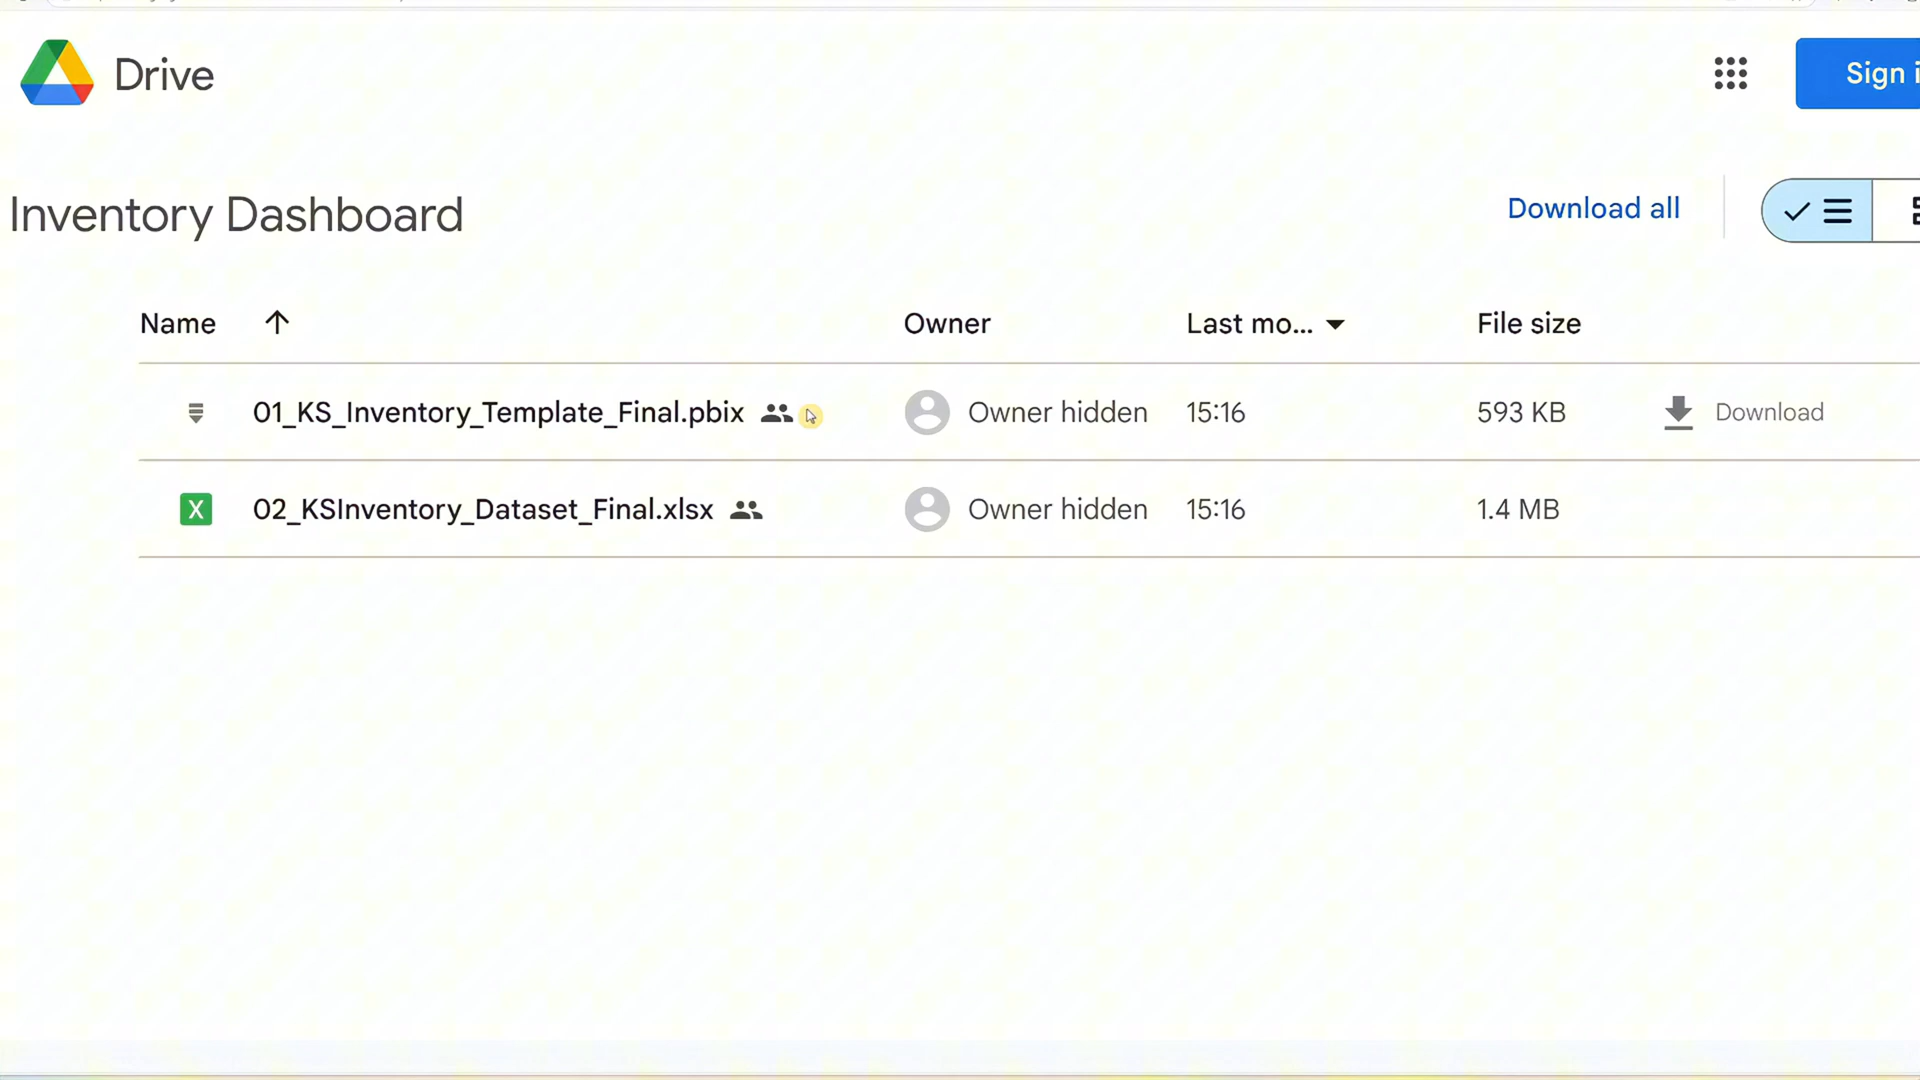 Drive
Sign i
Inventory Dashboard
Download all
Name Owner Last mo... File size
01_KS_Inventory_Template_Final.pbix Owner hidden 15:16 593 KB Download
02_KSInventory_Dataset_Final.xlsx Owner hidden 15:16 1.4 MB